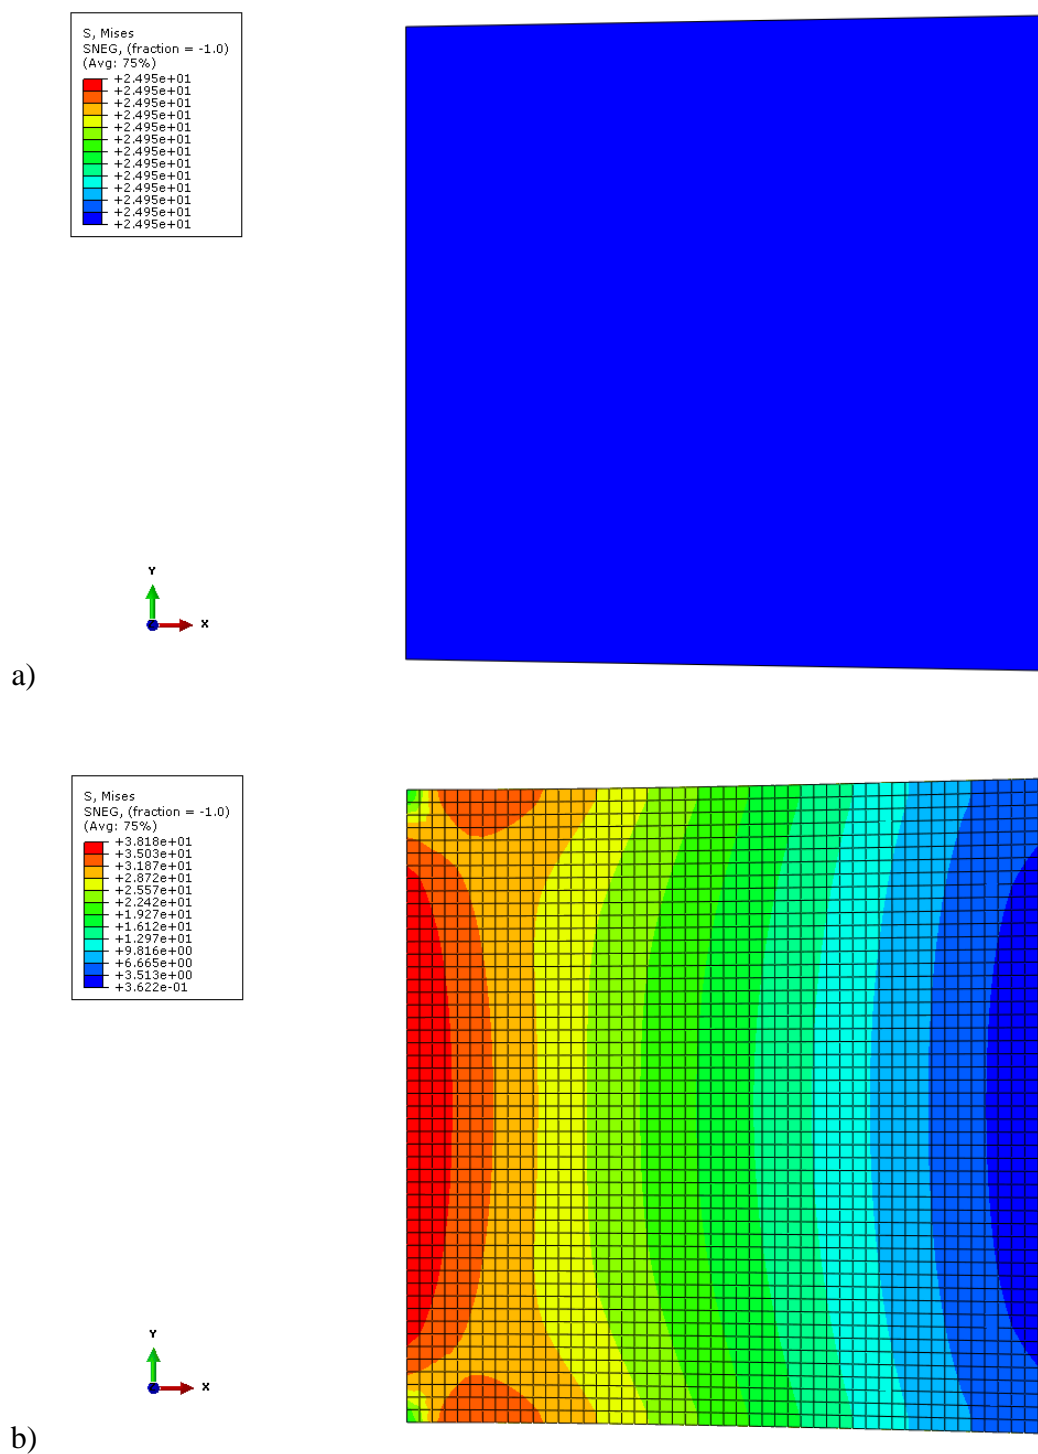 S, Mises
SNEG, (fraction = -1.0)
(Avg: 75%)
+2.495e+01
+2.495e+01
+2.495e+01
+2.495e+01
+2.495e+01
+2.495e+01
+2.495e+01
+2.495e+01
+2.495e+01
+2.495e+01
+2.495e+01
+2.495e+01
+2.495e+01
Y
X
a)
S, Mises
SNEG, (fraction = -1.0)
(Avg: 75%)
+3.818e+01
+3.503e+01
+3.187e+01
+2.872e+01
+2.557e+01
+2.242e+01
+1.927e+01
+1.612e+01
+1.297e+01
+9.816e+00
+6.665e+00
+3.513e+00
+3.622e-01
Y
X
b)